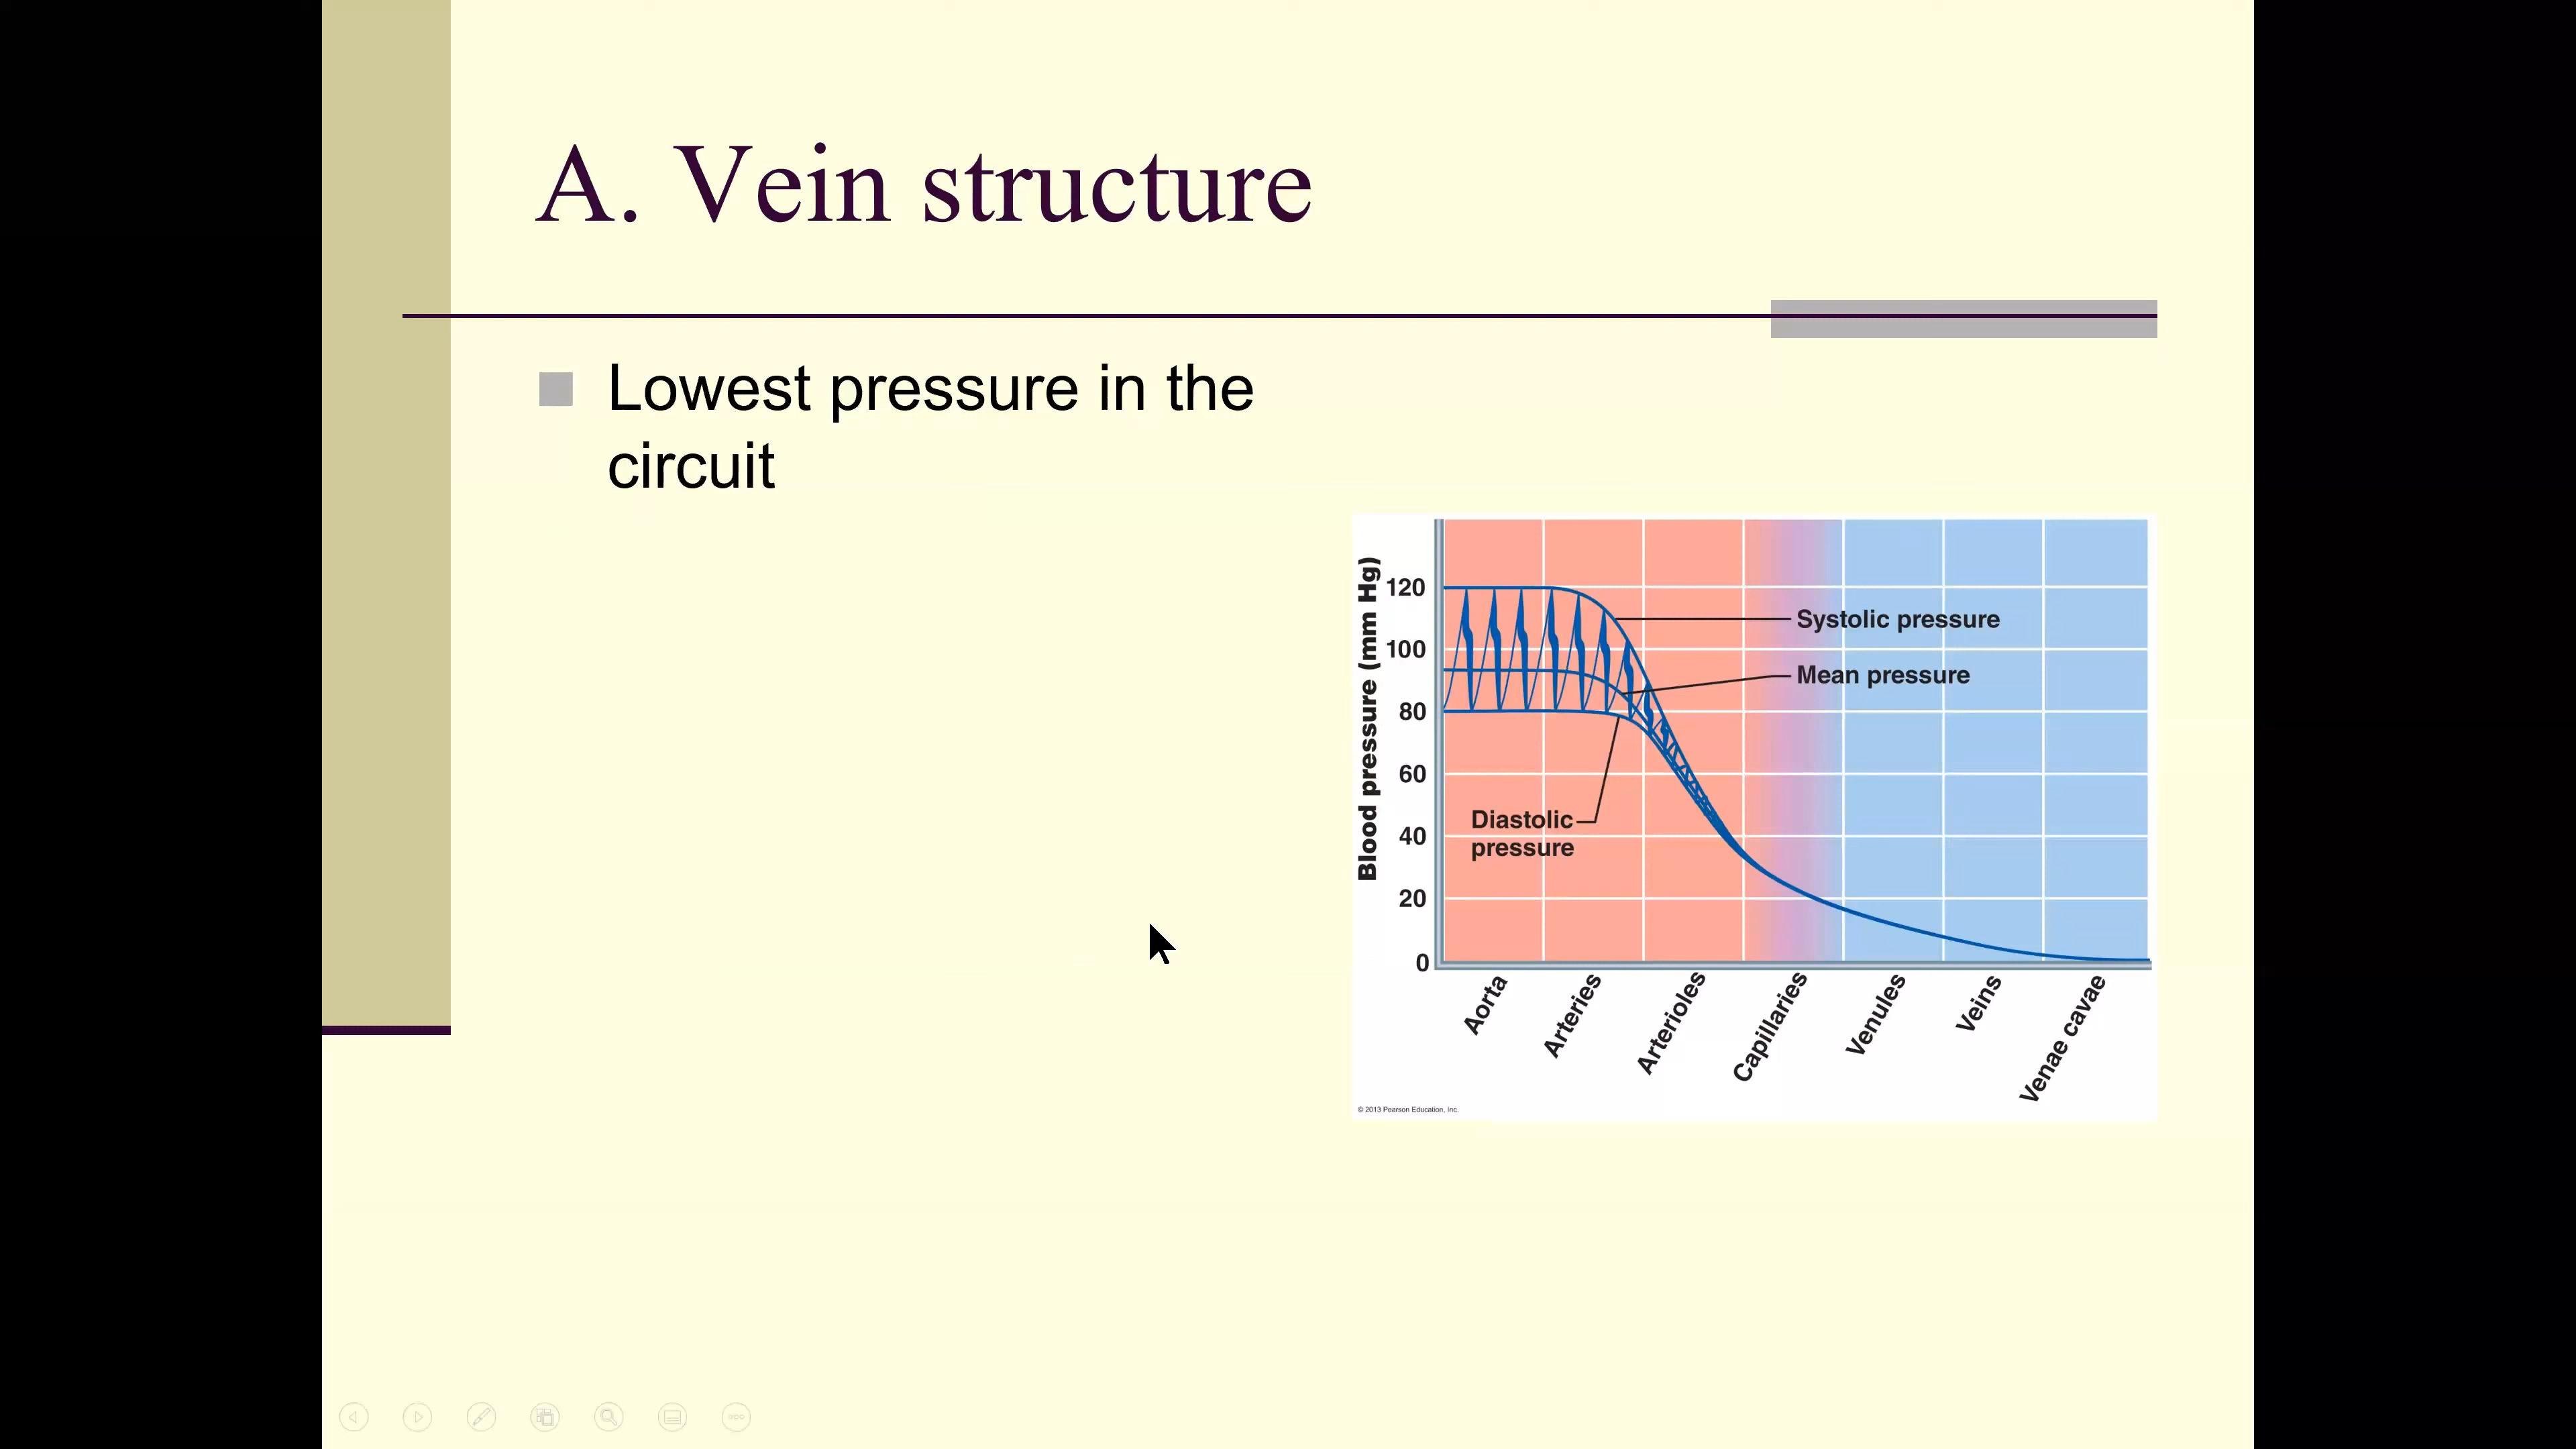 A. Vein structure
Lowest pressure in the
circuit
Blood pressure (mm Hg)
120
100
80
60
40
20
0
Systolic pressure
Mean pressure
Diastolic
pressure
Aorta
Arteries
Arterioles
Capillaries
Venules
Veins
Venae cavae
© 2013 Pearson Education, Inc.